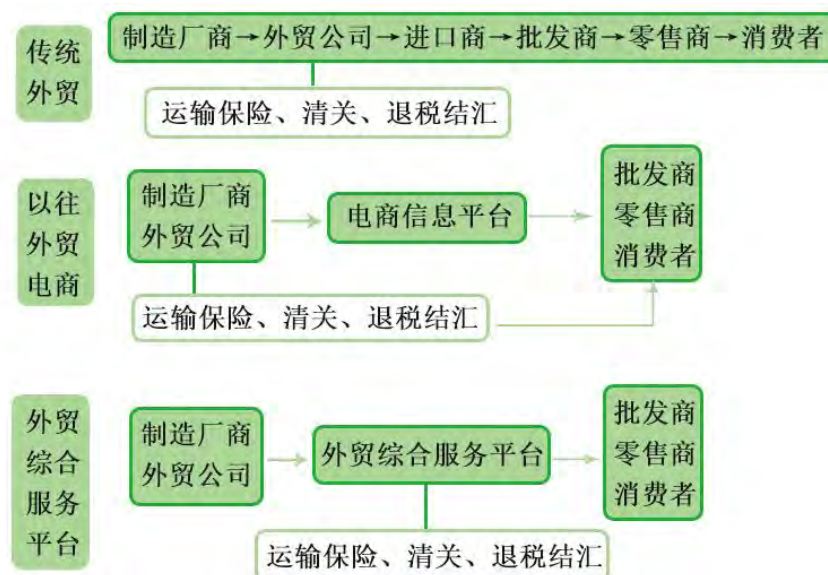 传统
外贸
制造厂商→外贸公司→进口商→批发商→零售商→消费者
运输保险、清关、退税结汇
以往
外贸
电商
制造厂商
外贸公司
电商信息平台
批发商
零售商
消费者
运输保险、清关、退税结汇
外贸
综合
服务
平台
制造厂商
外贸公司
外贸综合服务平台
批发商
零售商
消费者
运输保险、清关、退税结汇